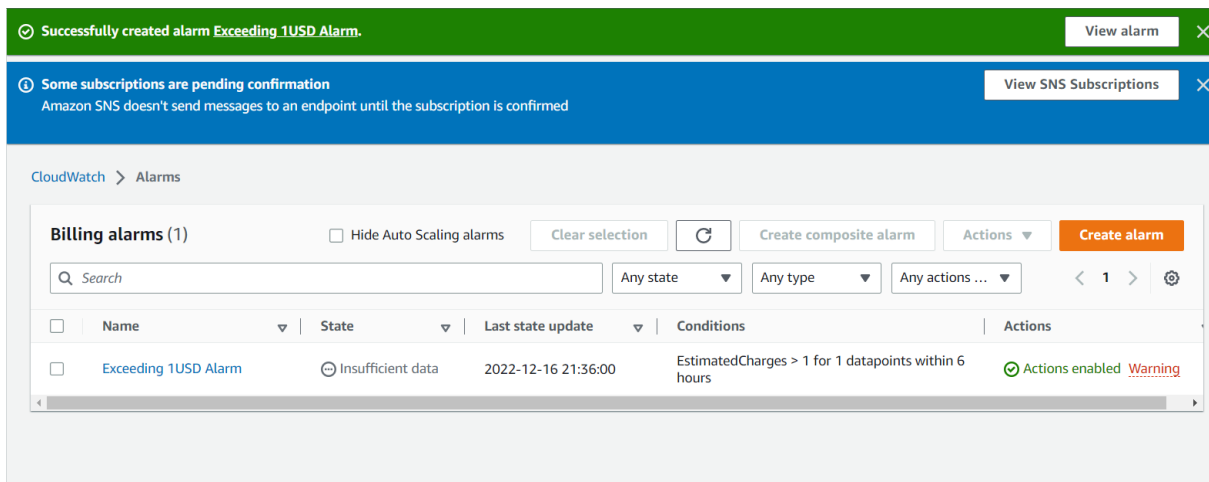 Successfully created alarm Exceeding 1USD Alarm. View alarm
Some subscriptions are pending confirmation View SNS Subscriptions
Amazon SNS doesn't send messages to an endpoint until the subscription is confirmed
CloudWatch > Alarms
Billing alarms (1) Hide Auto Scaling alarms Clear selection Create composite alarm Actions Create alarm
Search Any state Any type Any actions ... < 1 >
Name State Last state update Conditions Actions
Exceeding 1USD Alarm Insufficient data 2022-12-16 21:36:00 EstimatedCharges > 1 for 1 datapoints within 6 Actions enabled Warning
hours